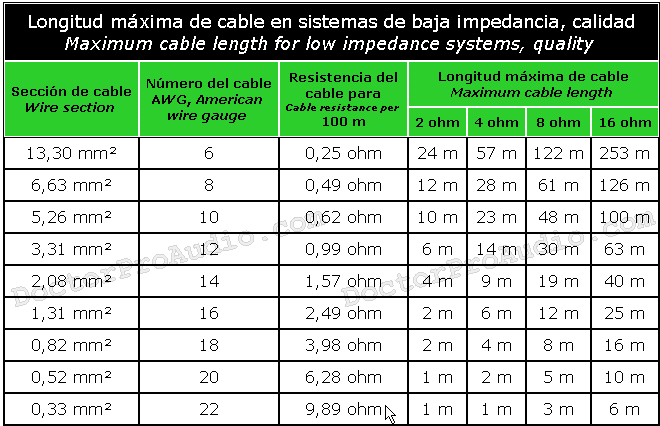 Longitud máxima de cable en sistemas de baja impedancia, calidad
Maximum cable length for low impedance systems, quality
Sección de cable
Wire section
Número del cable
AWG, American
wire gauge
Resistencia del
cable para
Cable resistance per
100 m
Longitud máxima de cable
Maximum cable length
2 ohm 4 ohm 8 ohm 16 ohm
13,30 mm² 6 0,25 ohm 24 m 57 m 122 m 253 m
6,63 mm² 8 0,49 ohm 12 m 28 m 61 m 126 m
5,26 mm² 10 0,62 ohm 10 m 23 m 48 m 100 m
3,31 mm² 12 0,99 ohm 6 m 14 m 30 m 63 m
2,08 mm² 14 1,57 ohm 4 m 9 m 19 m 40 m
1,31 mm² 16 2,49 ohm 2 m 6 m 12 m 25 m
0,82 mm² 18 3,98 ohm 2 m 4 m 8 m 16 m
0,52 mm² 20 6,28 ohm 1 m 2 m 5 m 10 m
0,33 mm² 22 9,89 ohm 1 m 1 m 3 m 6 m
DoctorProAudio.com
DoctorProAudio.com